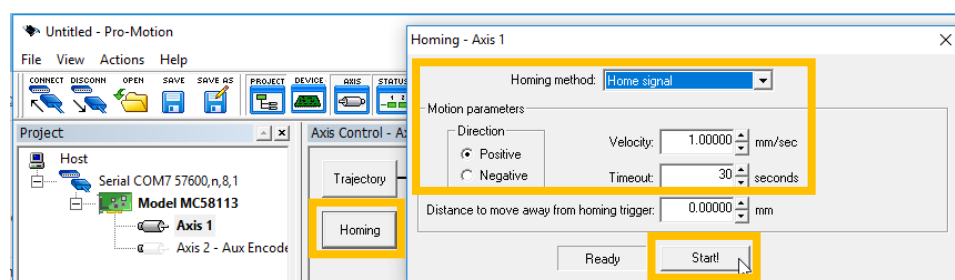 Untitled - Pro-Motion
File View Actions Help
CONNECT DISCONN OPEN SAVE SAVE AS PROJECT DEVICE AXIS STATUS
Project
Host
Serial COM7 57600,n,8,1
Model MC58113
Axis 1
Axis 2 - Aux Encode
Axis Control - A
Trajectory
Homing
Homing - Axis 1
Homing method: Home signal
Motion parameters
Direction
Positive
Negative
Velocity: 1.00000 mm/sec
Timeout: 30 seconds
Distance to move away from homing trigger: 0.00000 mm
Ready
Start!